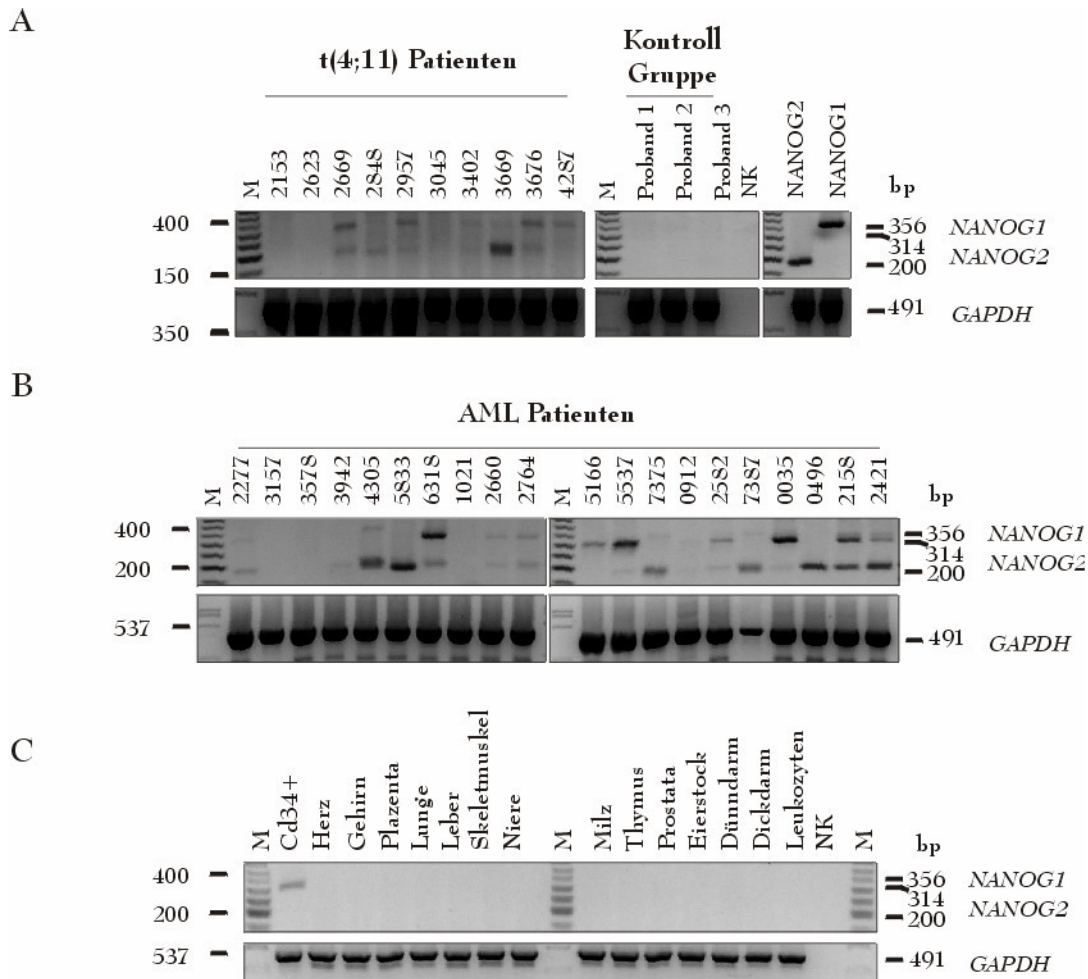 A
t(4;11) Patienten
Kontroll
Gruppe
M
2153
2623
2669
2848
2957
3045
3402
3669
3676
4287
M
Proband 1
Proband 2
Proband 3
NK
NANOG2
NANOG1
bp
400
150
356
314
200
NANOG1
NANOG2
350
491
GAPDH
B
AML Patienten
M
2277
3157
3578
3942
4305
5833
6318
1021
2660
2764
M
5166
5537
7375
0912
2582
7387
0035
0496
2158
2421
bp
400
200
356
314
200
NANOG1
NANOG2
537
491
GAPDH
C
M
Cd34+
Herz
Gehirn
Plazenta
Lunge
Leber
Skeletmuskel
Niere
M
Milz
Thymus
Prostata
Eierstock
Dünndarm
Dickdarm
Leukozyten
NK
M
bp
400
200
356
314
200
NANOG1
NANOG2
537
491
GAPDH